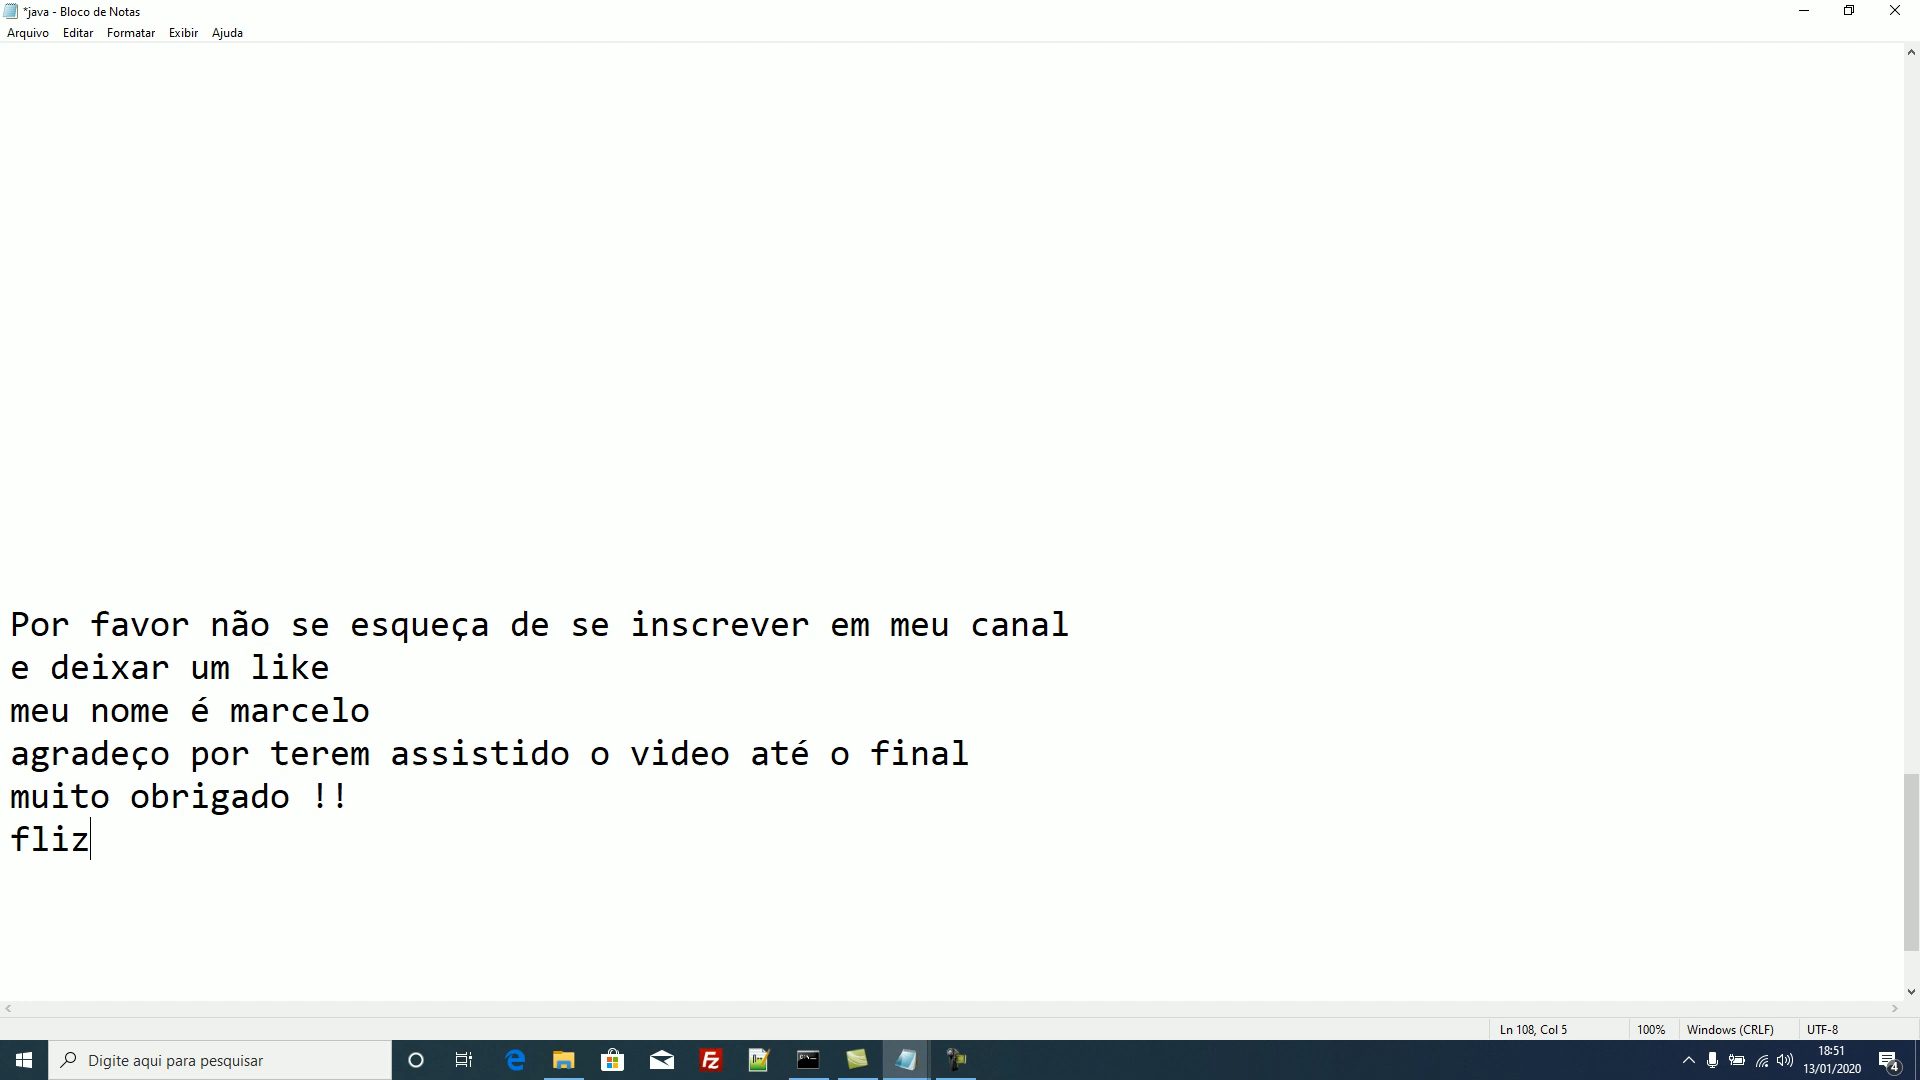 *java - Bloco de Notas
Arquivo Editar Formatar Exibir Ajuda
Por favor não se esqueça de se inscrever em meu canal
e deixar um like
meu nome é marcelo
agradeço por terem assistido o video até o final
muito obrigado !!
fliz
Ln 108, Col 5 100% Windows (CRLF) UTF-8
Digite aqui para pesquisar
18:51
13/01/2020
4